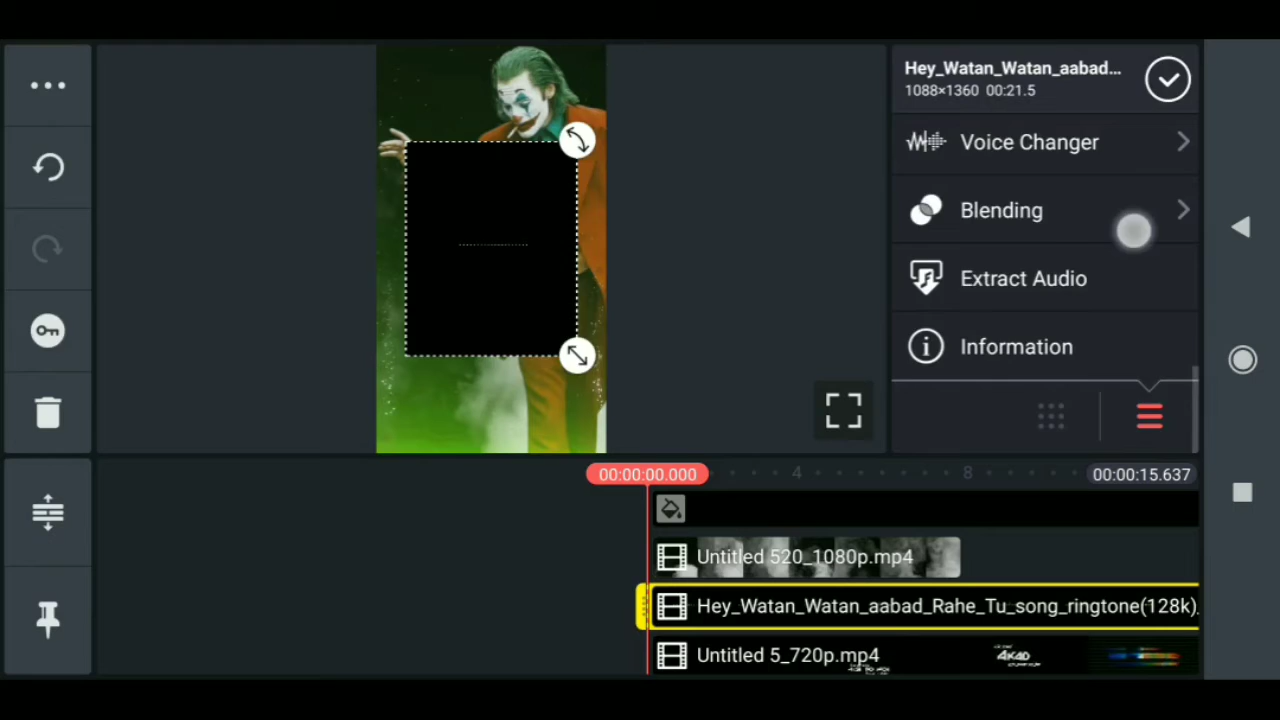 Hey_Watan_Watan_aabad...
1088×1360 00:21.5
Voice Changer
Blending
Extract Audio
Information
00:00:00.000
4
8
00:00:15.637
Untitled 520_1080p.mp4
Hey_Watan_Watan_aabad_Rahe_Tu_song_ringtone(128k)
Untitled 5_720p.mp4